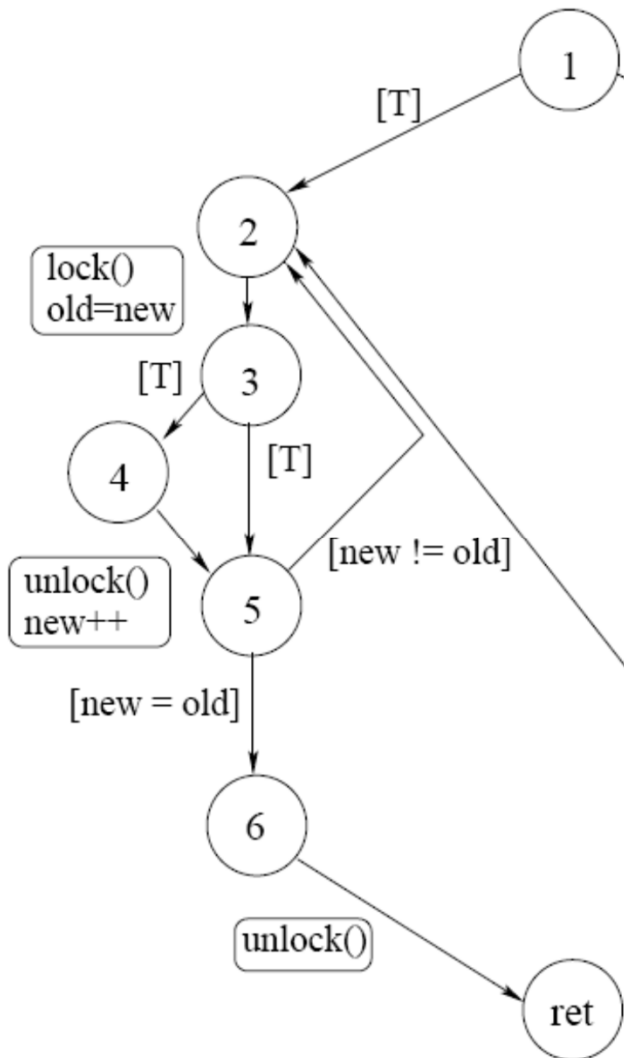 1
[T]
2
lock()
old=new
[T]
3
[T]
4
[new != old]
unlock()
new++
5
[new = old]
6
unlock()
ret